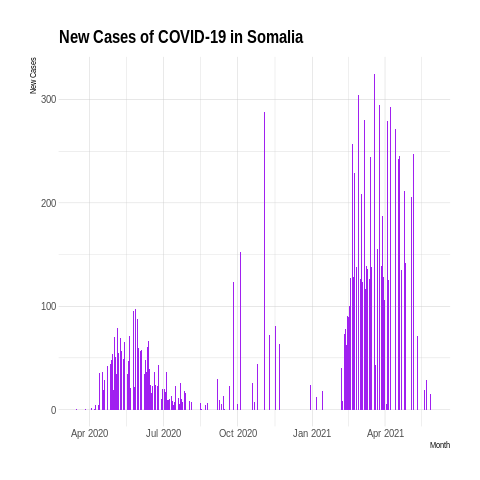 New Cases of COVID-19 in Somalia
New Cases
300
200
100
0
Apr 2020 Jul 2020 Oct 2020 Jan 2021 Apr 2021
Month